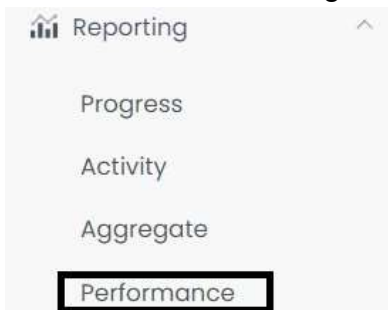 Reporting
Progress
Activity
Aggregate
Performance